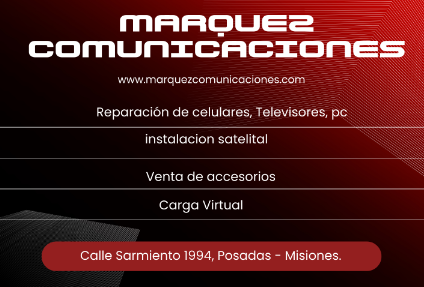 MARQUEZ
COMUNICACIONES
www.marquezcomunicaciones.com
Reparación de celulares, Televisores, pc
instalacion satelital
Venta de accesorios
Carga Virtual
Calle Sarmiento 1994, Posadas - Misiones.